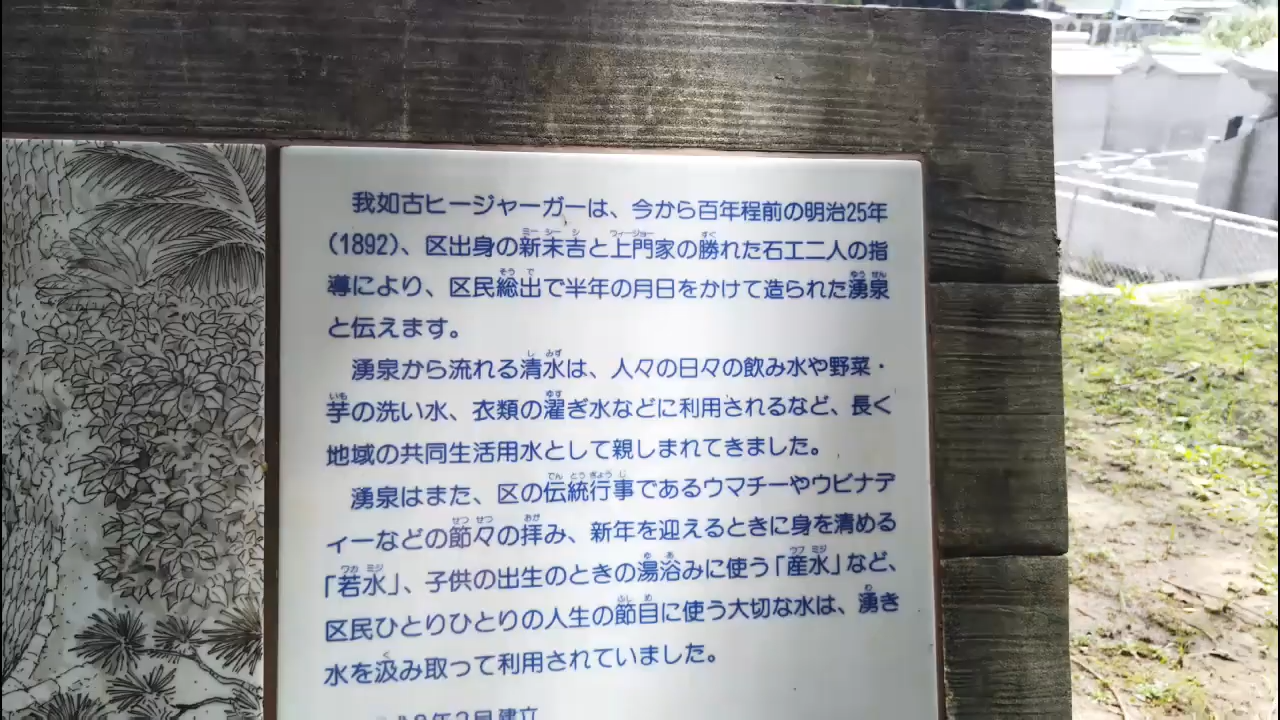 我如古ヒージャーガーは、今から百年程前の明治25年
(1892)、区出身の新末吉と上門家の勝れた石工二人の指
導により、区民総出で半年の月日をかけて造られた湧泉
と伝えます。
湧泉から流れる清水は、人々の日々の飲み水や野菜・
芋の洗い水、衣類の濯ぎ水などに利用されるなど、長く
地域の共同生活用水として親しまれてきました。
湧泉はまた、区の伝統行事であるウマチーやウビナデ
ィーなどの節々の拝み、新年を迎えるときに身を清める
「若水」、子供の出生のときの湯浴みに使う「産水」など、
区民ひとりひとりの人生の節目に使う大切な水は、湧き
水を汲み取って利用されていました。
年2月建立